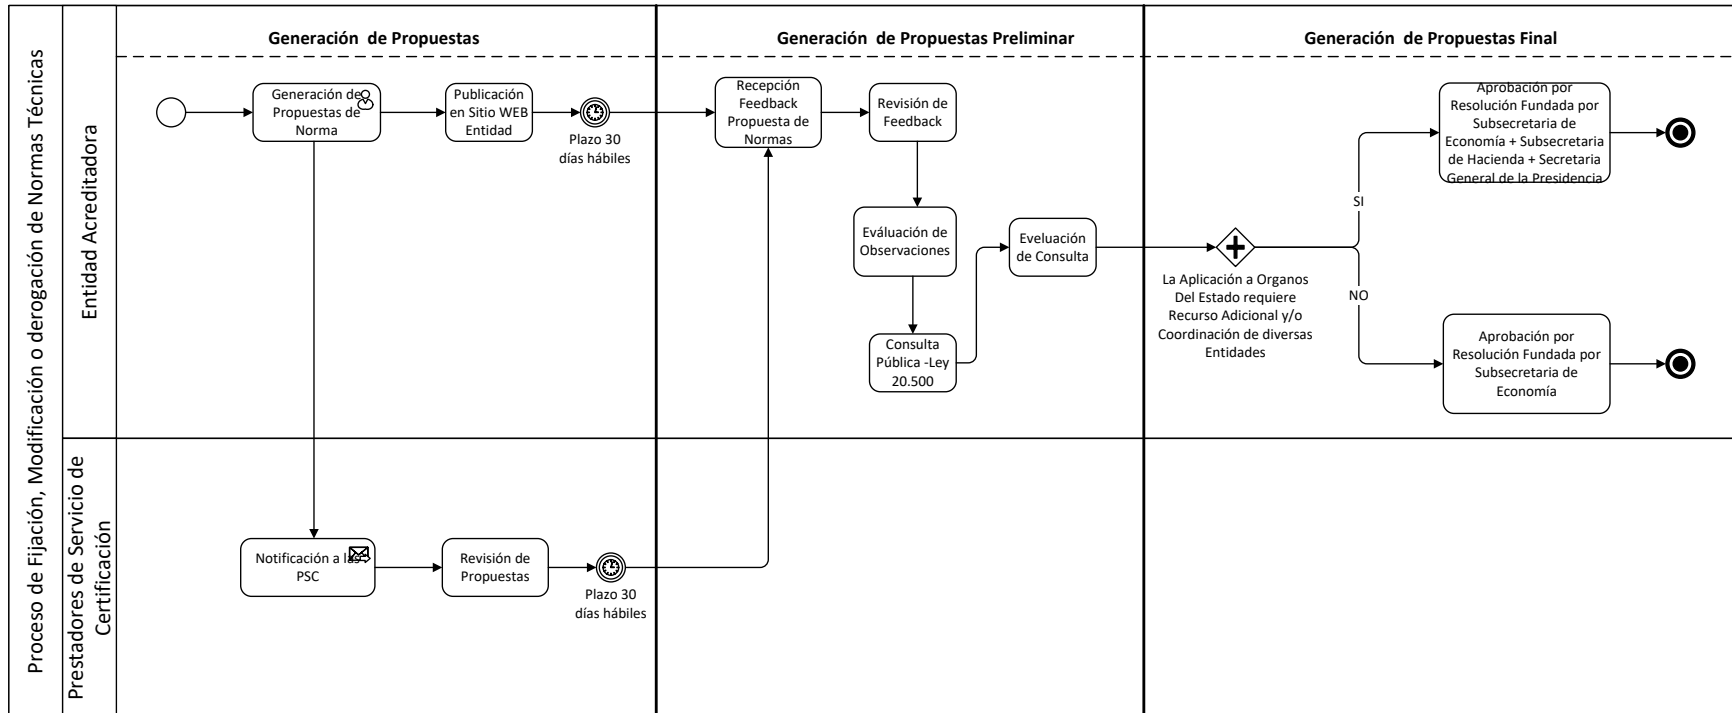 Proceso de Fijación, Modificación o derogación de Normas Técnicas
Entidad Acreditadora
Generación  de Propuestas
Generación  de Propuestas Preliminar
Generación  de Propuestas Final
Generación de
Propuestas de
Norma
Publicación
en Sitio WEB
Entidad
Plazo 30
días hábiles
Recepción
Feedback
Propuesta de
Normas
Revisión de
Feedback
Eváluación de
Observaciones
Consulta
Pública -Ley
20.500
Eveluación
de Consulta
La Aplicación a Organos
Del Estado requiere
Recurso Adicional y/o
Coordinación de diversas
Entidades
SI
NO
Aprobación por
Resolución Fundada por
Subsecretaria de
Economía + Subsecretaria
de Hacienda + Secretaria
General de la Presidencia
Aprobación por
Resolución Fundada por
Subsecretaria de
Economía
Prestadores de Servicio de
Certificación
Notificación a las
PSC
Revisión de
Propuestas
Plazo 30
días hábiles